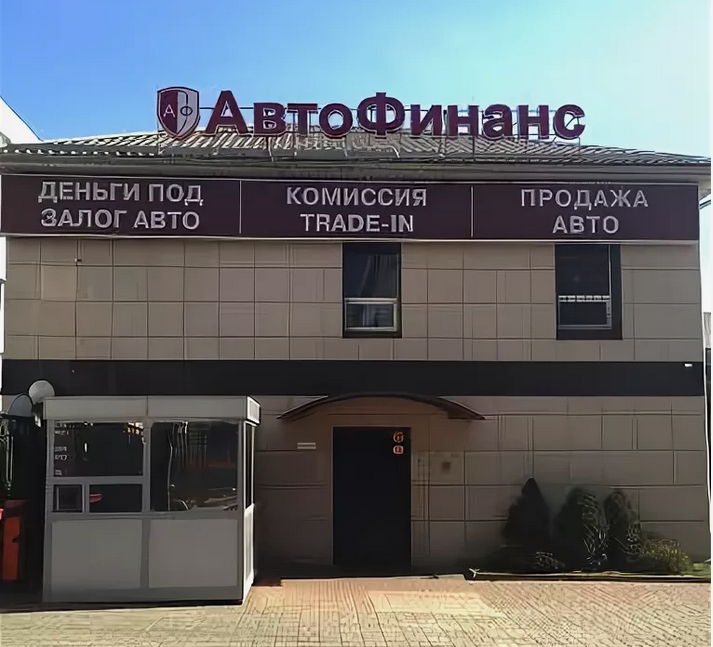 АФ АвтоФинанс
ДЕНЬГИ ПОД
ЗАЛОГ АВТО
КОМИССИЯ
TRADE-IN
ПРОДАЖА
АВТО